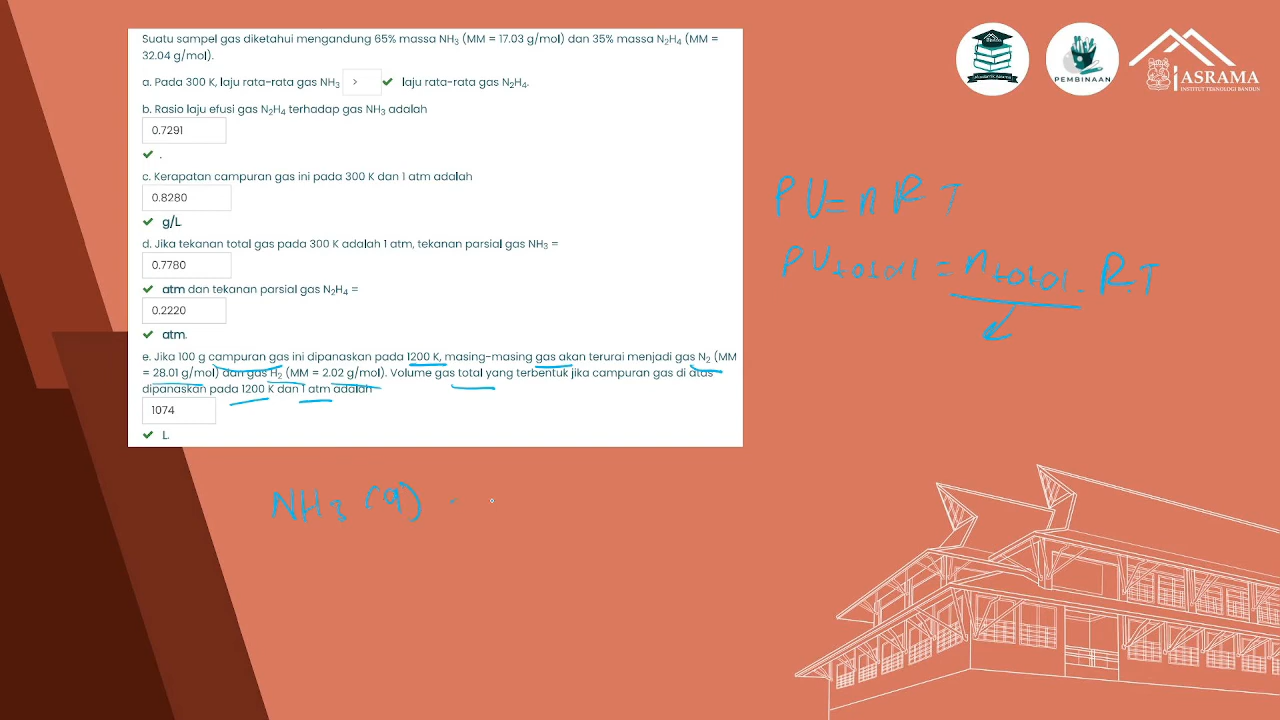 Suatu sampel gas diketahui mengandung 65% massa NH₃ (MM = 17.03 g/mol) dan 35% massa N₂H₄ (MM =
32.04 g/mol).
a. Pada 300 K, laju rata-rata gas NH₃ > laju rata-rata gas N₂H₄.
b. Rasio laju efusi gas N₂H₄ terhadap gas NH₃ adalah
0.7291
.
c. Kerapatan campuran gas ini pada 300 K dan 1 atm adalah
0.8280
g/L
d. Jika tekanan total gas pada 300 K adalah 1 atm, tekanan parsial gas NH₃ =
0.7780
atm dan tekanan parsial gas N₂H₄ =
0.2220
atm.
e. Jika 100 g campuran gas ini dipanaskan pada 1200 K, masing-masing gas akan terurai menjadi gas N₂ (MM
= 28.01 g/mol) dan gas H₂ (MM = 2.02 g/mol). Volume gas total yang terbentuk jika campuran gas di atas
dipanaskan pada 1200 K dan 1 atm adalah
1074
L.
PEMBINAAN
ASRAMA
INSTITUT TEKNOLOGI BANDUNG
PV = n R T
PV total = n total . R.T
NH₃ (g) -